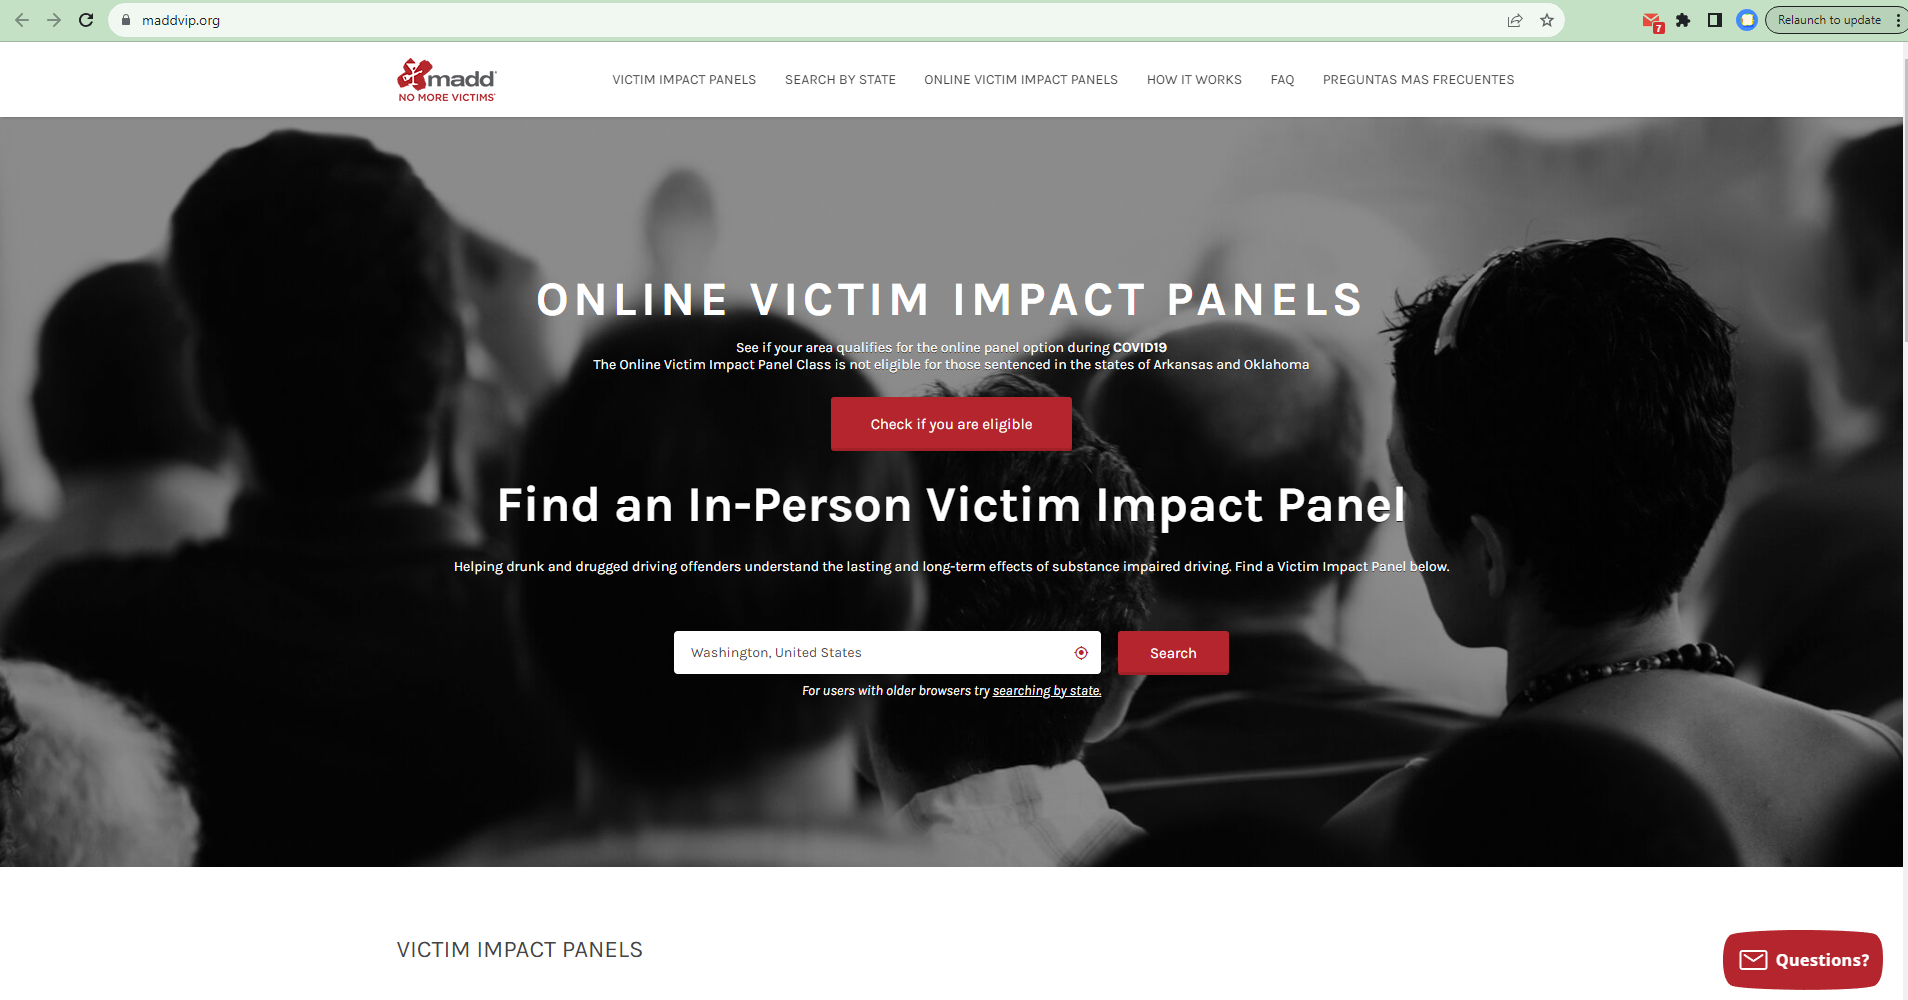 maddvip.org
7
Relaunch to update
madd
NO MORE VICTIMS
VICTIM IMPACT PANELS
SEARCH BY STATE
ONLINE VICTIM IMPACT PANELS
HOW IT WORKS
FAQ
PREGUNTAS MAS FRECUENTES
ONLINE VICTIM IMPACT PANELS
See if your area qualifies for the online panel option during COVID19
The Online Victim Impact Panel Class is not eligible for those sentenced in the states of Arkansas and Oklahoma
Check if you are eligible
Find an In-Person Victim Impact Panel
Helping drunk and drugged driving offenders understand the lasting and long-term effects of substance impaired driving. Find a Victim Impact Panel below.
Washington, United States
Search
For users with older browsers try searching by state.
VICTIM IMPACT PANELS
Questions?